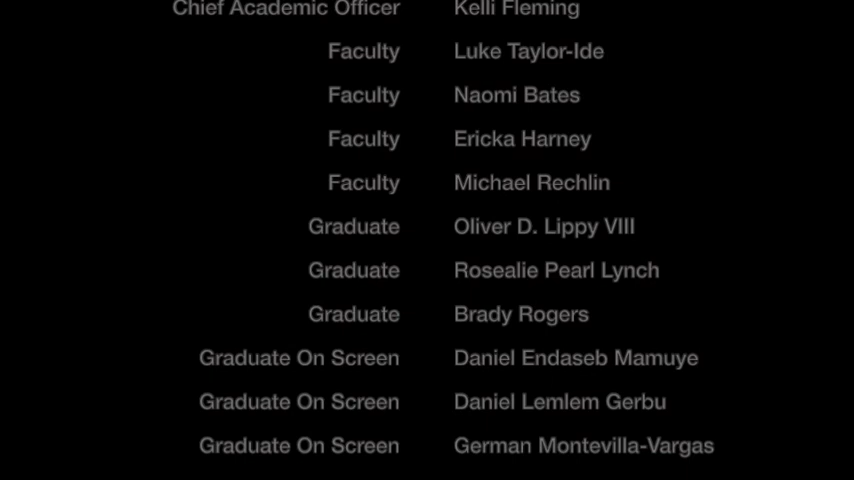 Chief Academic Officer Kelli Fleming
Faculty Luke Taylor-Ide
Faculty Naomi Bates
Faculty Ericka Harney
Faculty Michael Rechlin
Graduate Oliver D. Lippy VIII
Graduate Rosealie Pearl Lynch
Graduate Brady Rogers
Graduate On Screen Daniel Endaseb Mamuye
Graduate On Screen Daniel Lemlem Gerbu
Graduate On Screen German Montevilla-Vargas